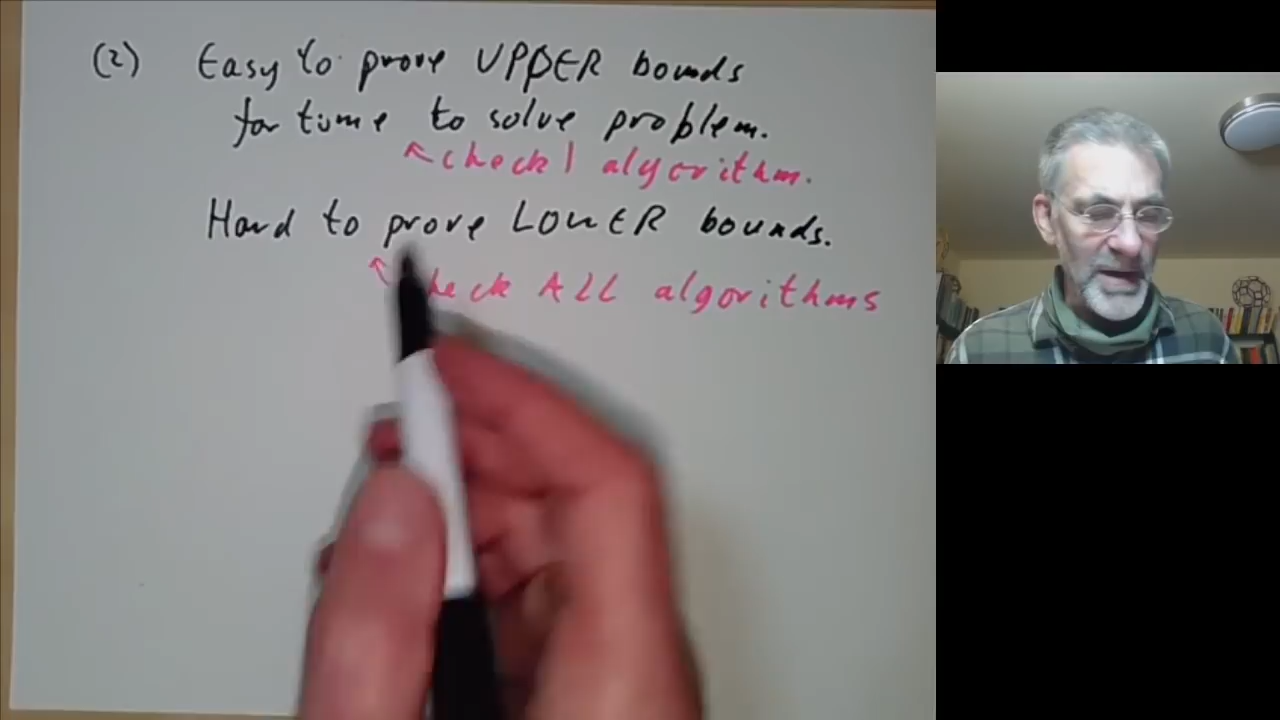 (2) Easy to prove UPPER bounds
for time to solve problem.
check 1 algorithm.
Hard to prove LOWER bounds.
check ALL algorithms